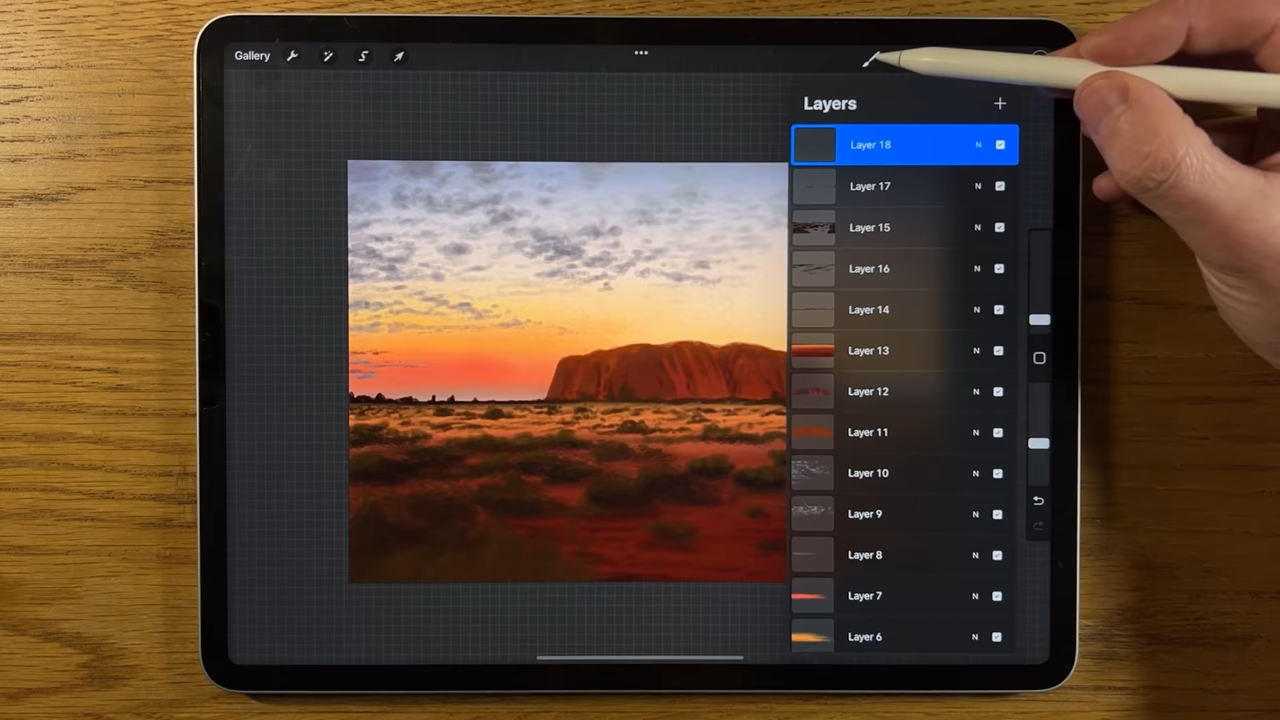 Gallery
Layers
Layer 18 N
Layer 17 N
Layer 15 N
Layer 16 N
Layer 14 N
Layer 13 N
Layer 12 N
Layer 11 N
Layer 10 N
Layer 9 N
Layer 8 N
Layer 7 N
Layer 6 N